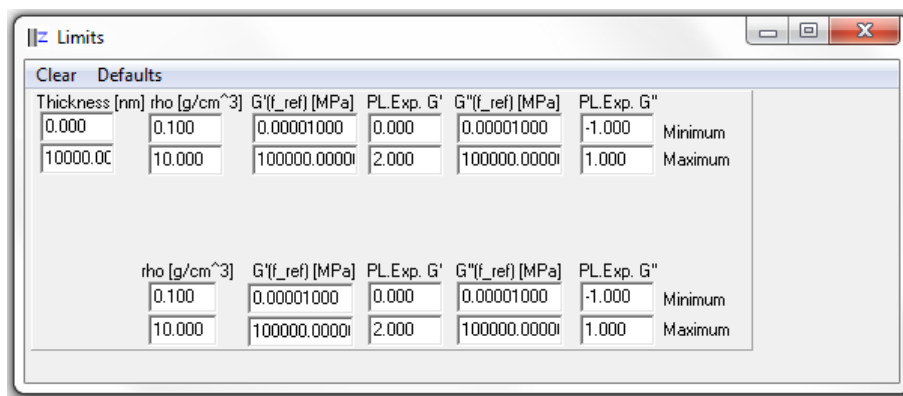 Limits
Clear Defaults
Thickness [nm] rho [g/cm^3] G'(f_ref) [MPa] PL.Exp. G' G''(f_ref) [MPa] PL.Exp. G''
0.000 0.100 0.00001000 0.000 0.00001000 -1.000 Minimum
10000.00 10.000 100000.0000 2.000 100000.0000 1.000 Maximum
rho [g/cm^3] G'(f_ref) [MPa] PL.Exp. G' G''(f_ref) [MPa] PL.Exp. G''
0.100 0.00001000 0.000 0.00001000 -1.000 Minimum
10.000 100000.0000 2.000 100000.0000 1.000 Maximum